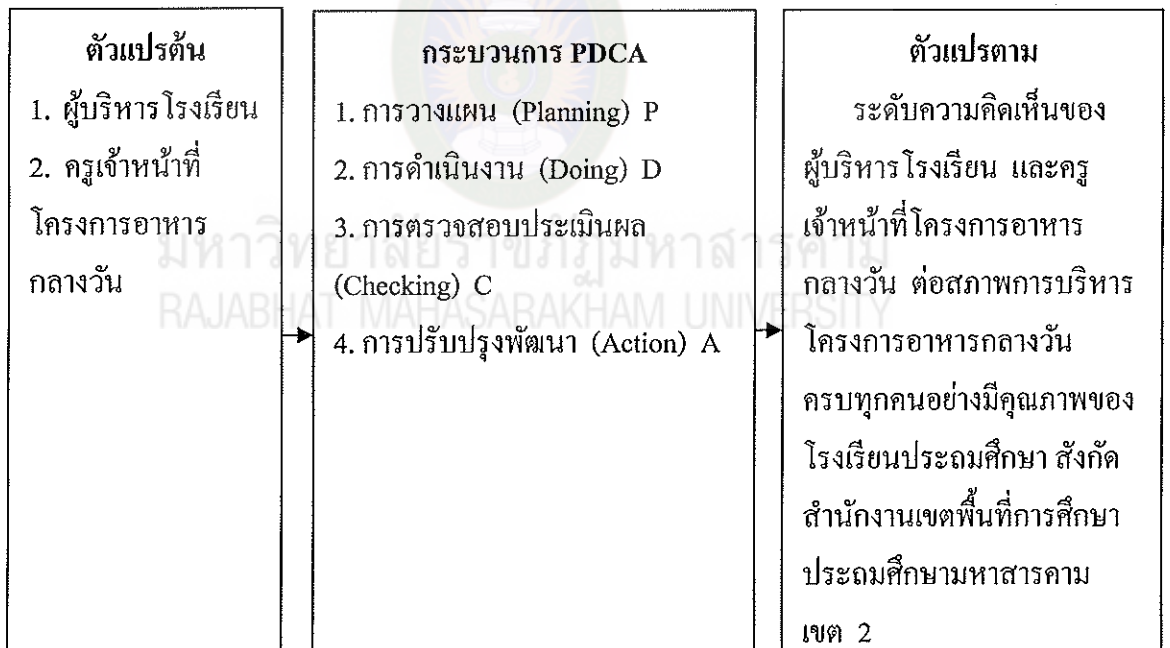 ตัวแปรต้น
1. ผู้บริหารโรงเรียน
2. ครูเจ้าหน้าที่
โครงการอาหาร
กลางวัน
กระบวนการ PDCA
1. การวางแผน (Planning) P
2. การดำเนินงาน (Doing) D
3. การตรวจสอบประเมินผล
(Checking) C
4. การปรับปรุงพัฒนา (Action) A
ตัวแปรตาม
ระดับความคิดเห็นของ
ผู้บริหารโรงเรียน และครู
เจ้าหน้าที่โครงการอาหาร
กลางวัน ต่อสภาพการบริหาร
โครงการอาหารกลางวัน
ครบทุกคนอย่างมีคุณภาพของ
โรงเรียนประถมศึกษา สังกัด
สำนักงานเขตพื้นที่การศึกษา
ประถมศึกษามหาสารคาม
เขต 2
มหาวิทยาลัยราชภัฏมหาสารคาม
RAJABHAT MAHASARAKHAM UNIVERSITY